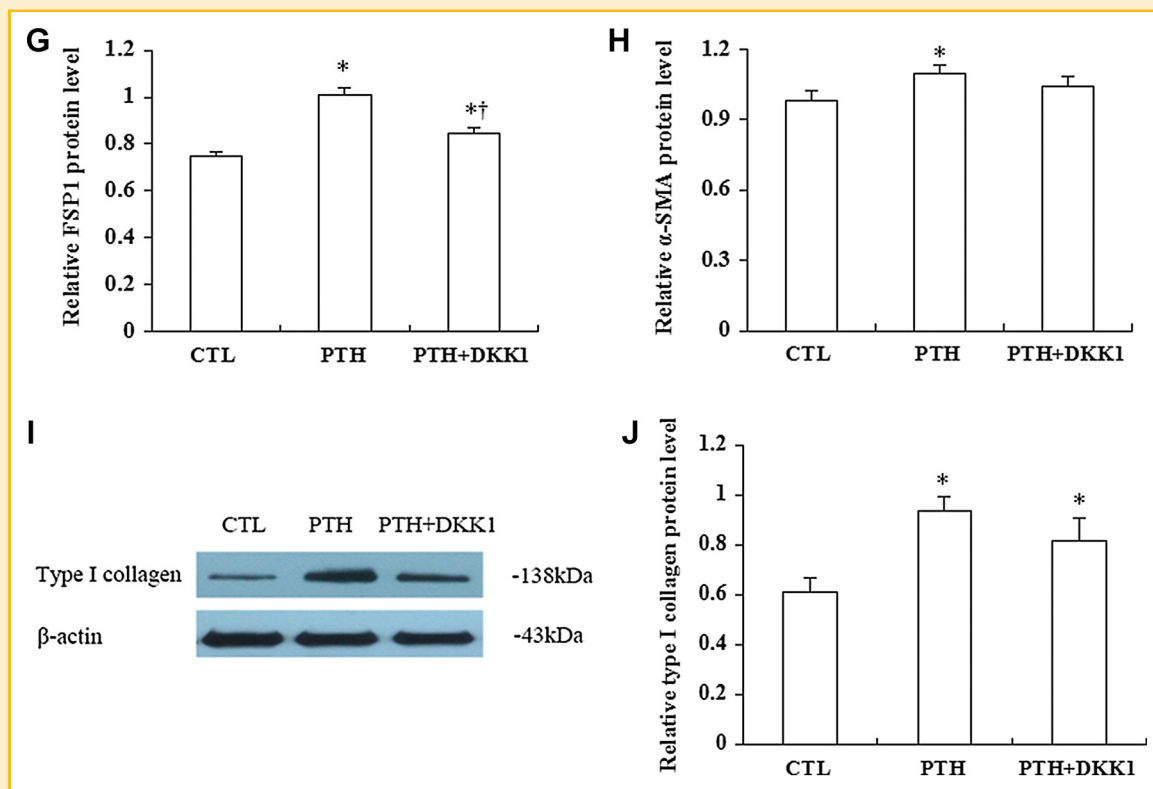 G
Relative FSP1 protein level
1.2
1
0.8
0.6
0.4
0.2
0
*
*†
CTL PTH PTH+DKK1
H
Relative α-SMA protein level
1.2
0.9
0.6
0.3
0
*
CTL PTH PTH+DKK1
I
CTL PTH PTH+DKK1
Type I collagen -138kDa
β-actin -43kDa
J
Relative type I collagen protein level
1.2
1
0.8
0.6
0.4
0.2
0
*
*
CTL PTH PTH+DKK1